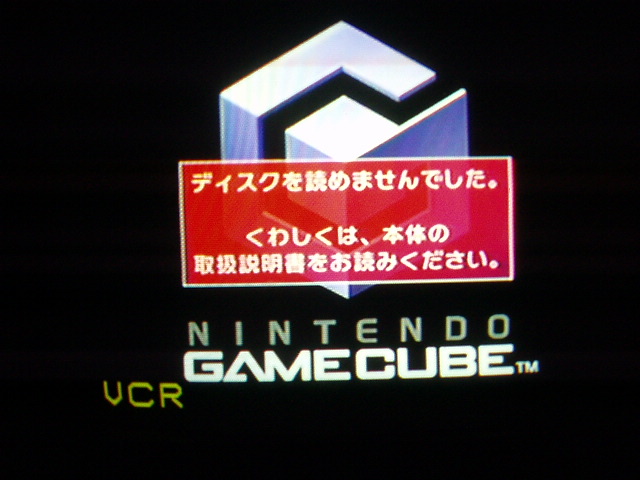 ディスクを読めませんでした。
くわしくは、本体の
取扱説明書をお読みください。
NINTENDO
GAMECUBE™
VCR